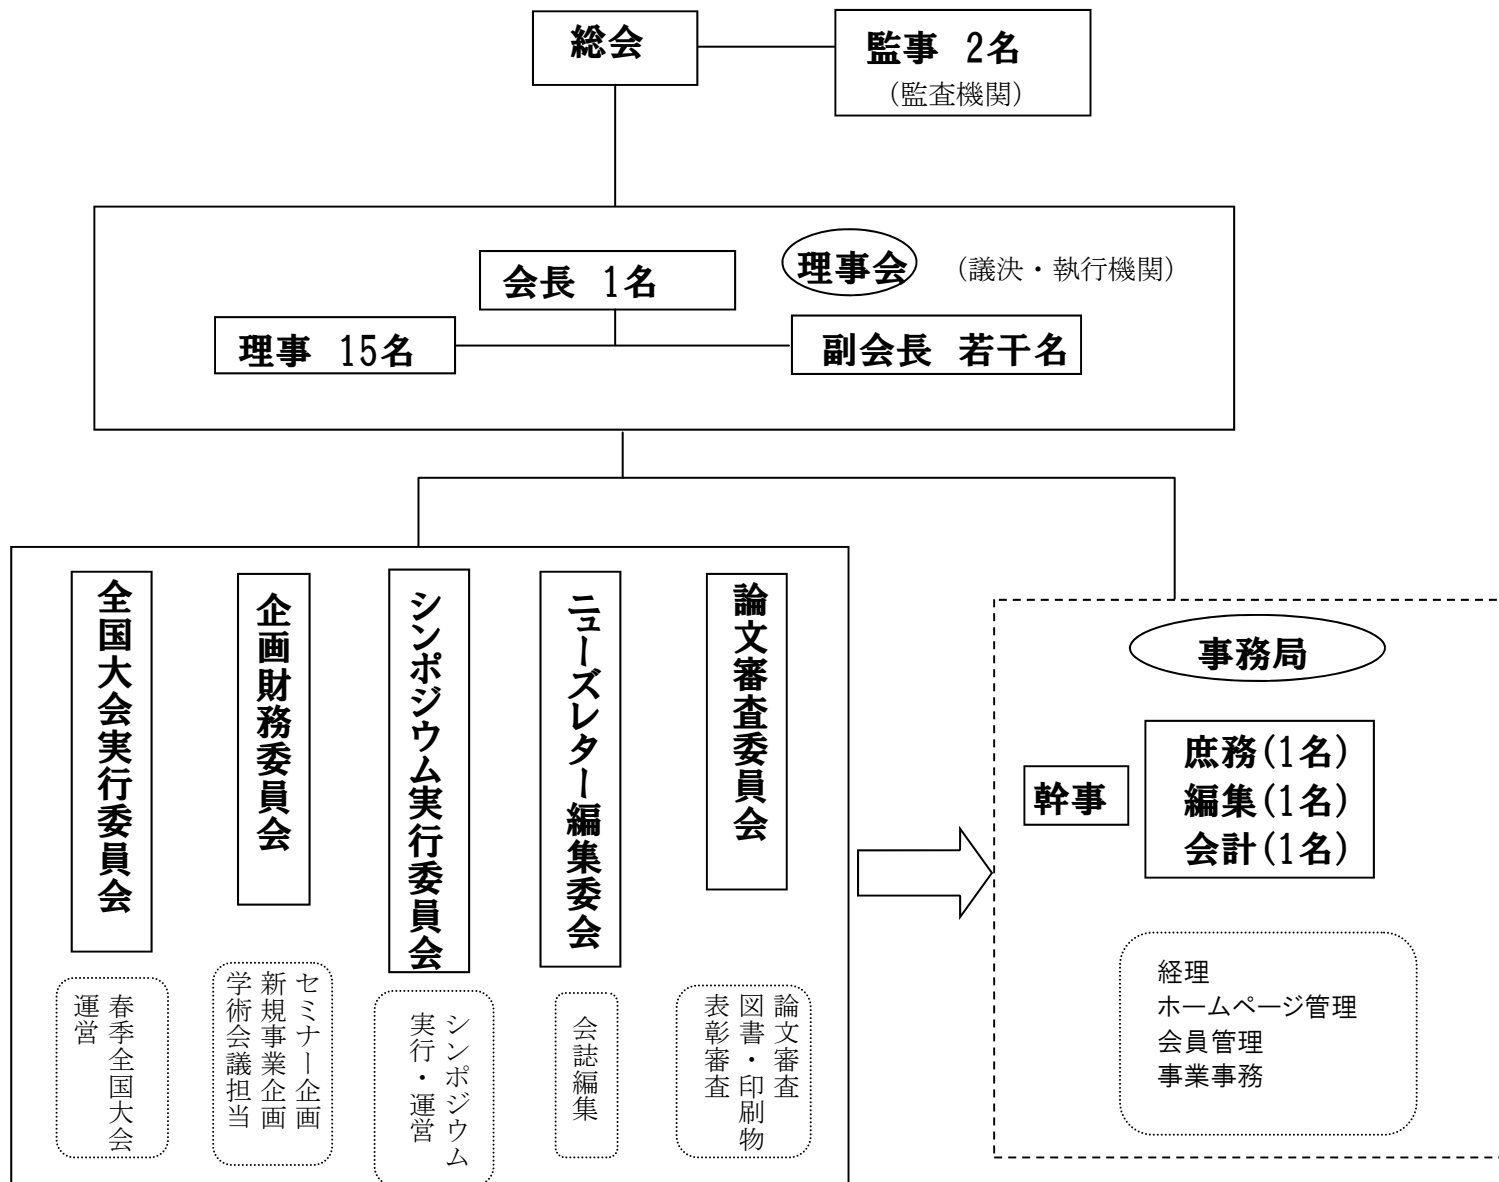 総会
監事 2名
（監査機関）
理事会
（議決・執行機関）
会長 1名
理事 15名
副会長 若干名
全国大会実行委員会
企画財務委員会
シンポジウム実行委員会
ニューズレター編集委会
論文審査委員会
春季全国大会
運営
セミナー企画
新規事業企画
学術会議担当
シンポジウム
実行・運営
会誌編集
論文審査
図書・印刷物
表彰審査
事務局
幹事
庶務(1名)
編集(1名)
会計(1名)
経理
ホームページ管理
会員管理
事業事務